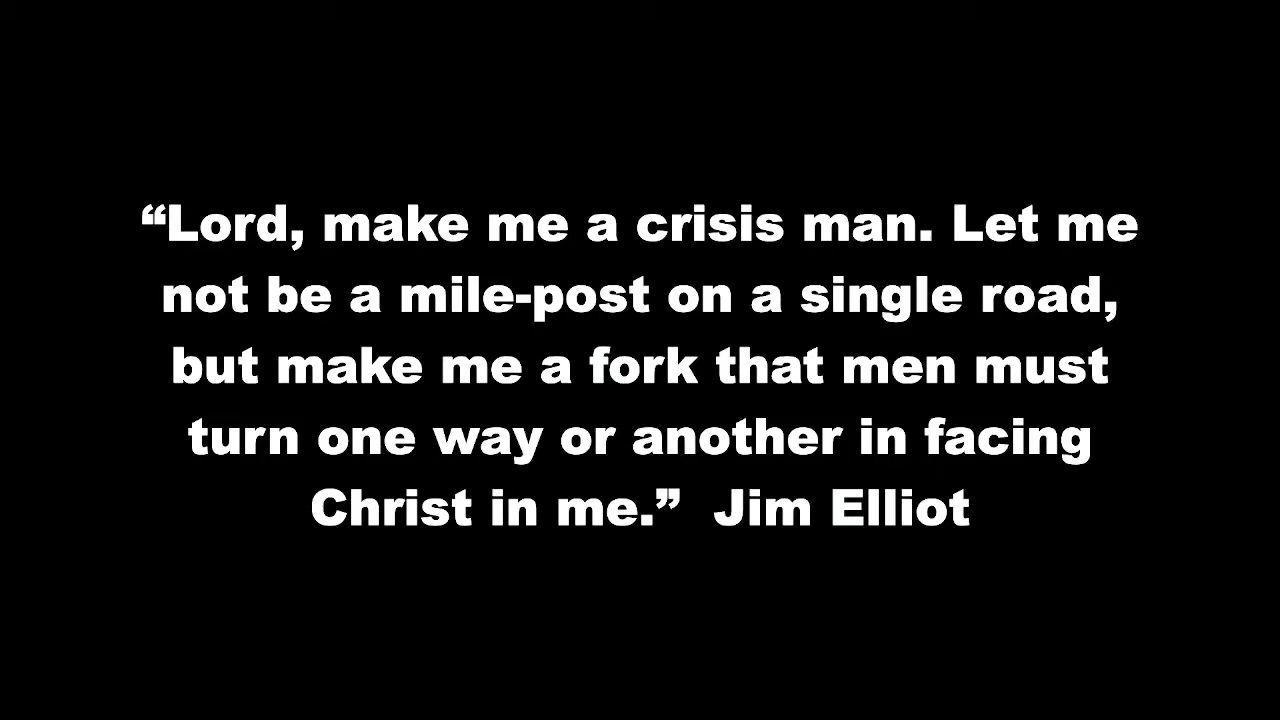 “Lord, make me a crisis man. Let me
not be a mile-post on a single road,
but make me a fork that men must
turn one way or another in facing
Christ in me.”  Jim Elliot